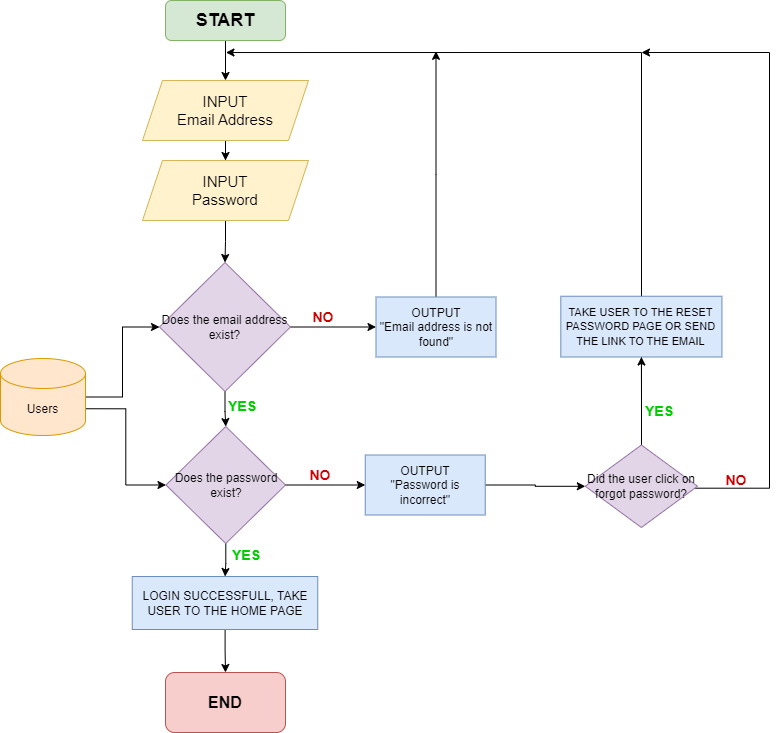 START
INPUT
Email Address
INPUT
Password
Does the email address
exist?
NO
OUTPUT
"Email address is not
found"
TAKE USER TO THE RESET
PASSWORD PAGE OR SEND
THE LINK TO THE EMAIL
Users
YES
YES
Does the password
exist?
NO
OUTPUT
"Password is
incorrect"
Did the user click on
forgot password?
NO
YES
LOGIN SUCCESSFULL, TAKE
USER TO THE HOME PAGE
END